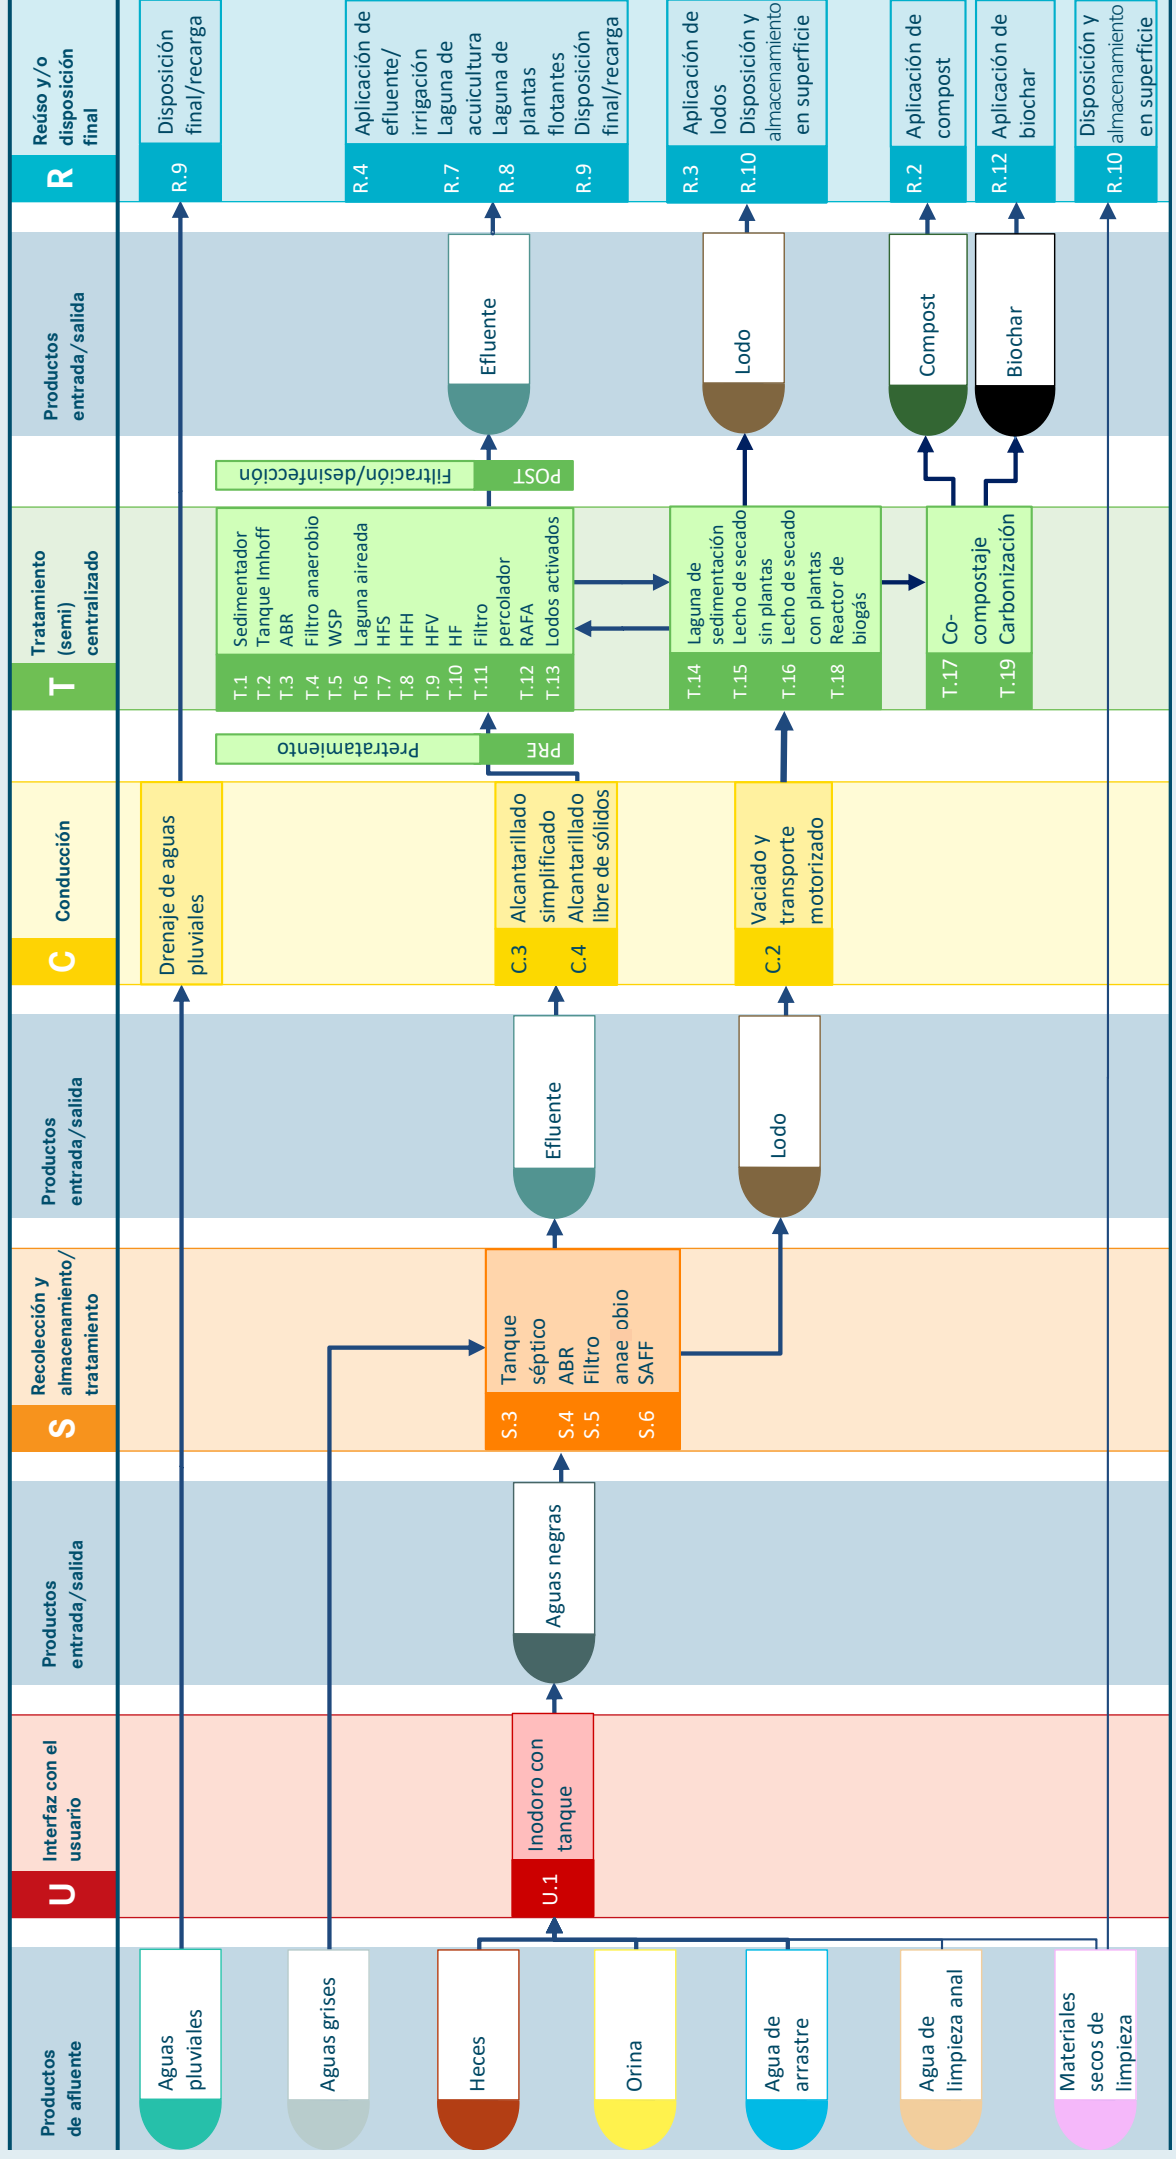 Productos
de afluente
U
Interfaz con el
usuario
Productos
entrada/salida
S
Recolección y
almacenamiento/
tratamiento
Productos
entrada/salida
C
Conducción
Productos
entrada/salida
T
Tratamiento
(semi)
centralizado
Productos
entrada/salida
R
Reúso y/o
disposición
final
Aguas
pluviales
Aguas grises
Heces
Orina
Agua de
arrastre
Agua de
limpieza anal
Materiales
secos de
limpieza
U.1
Inodoro con
tanque
Aguas negras
S.3 Tanque
séptico
S.4 ABR
S.5 Filtro
anae obio
S.6 SAFF
Efluente
Lodo
Drenaje de aguas
pluviales
C.3 Alcantarillado
simplificado
C.4 Alcantarillado
libre de sólidos
C.2 Vaciado y
transporte
motorizado
PRE Pretratamiento
T.1 Sedimentador
T.2 Tanque Imhoff
T.3 ABR
T.4 Filtro anaerobio
T.5 WSP
T.6 Laguna aireada
T.7 HFS
T.8 HFH
T.9 HFV
T.10 HF
T.11 Filtro
percolador
T.12 RAFA
T.13 Lodos activados
POST Filtración/desinfección
T.14 Laguna de
sedimentación
T.15 Lecho de secado
sin plantas
T.16 Lecho de secado
con plantas
T.18 Reactor de
biogás
T.17 Co-
compostaje
T.19 Carbonización
Efluente
Lodo
Compost
Biochar
R.9 Disposición
final/recarga
R.4 Aplicación de
efluente/
irrigación
R.7 Laguna de
acuicultura
R.8 Laguna de
plantas
flotantes
R.9 Disposición
final/recarga
R.3 Aplicación de
lodos
R.10 Disposición y
almacenamiento
en superficie
R.2 Aplicación de
compost
R.12 Aplicación de
biochar
R.10 Disposición y
almacenamiento
en superficie